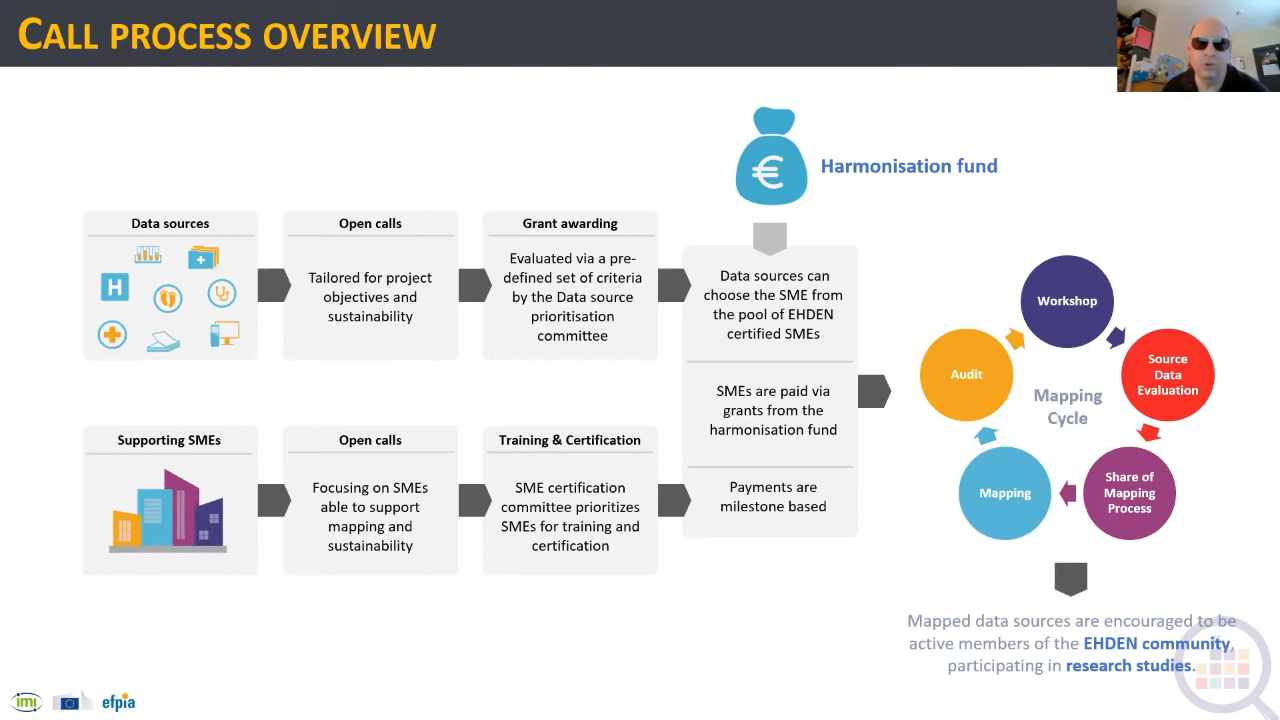 CALL PROCESS OVERVIEW
€
Harmonisation fund
Data sources
H
Open calls
Tailored for project
objectives and
sustainability
Grant awarding
Evaluated via a pre-
defined set of criteria
by the Data source
prioritisation
committee
Data sources can
choose the SME from
the pool of EHDEN
certified SMEs
SMEs are paid via
grants from the
harmonisation fund
Payments are
milestone based
Supporting SMEs
Open calls
Focusing on SMEs
able to support
mapping and
sustainability
Training & Certification
SME certification
committee prioritizes
SMEs for training and
certification
Workshop
Source
Data
Evaluation
Share of
Mapping
Process
Mapping
Audit
Mapping
Cycle
Mapped data sources are encouraged to be
active members of the EHDEN community,
participating in research studies.
imi
efpia